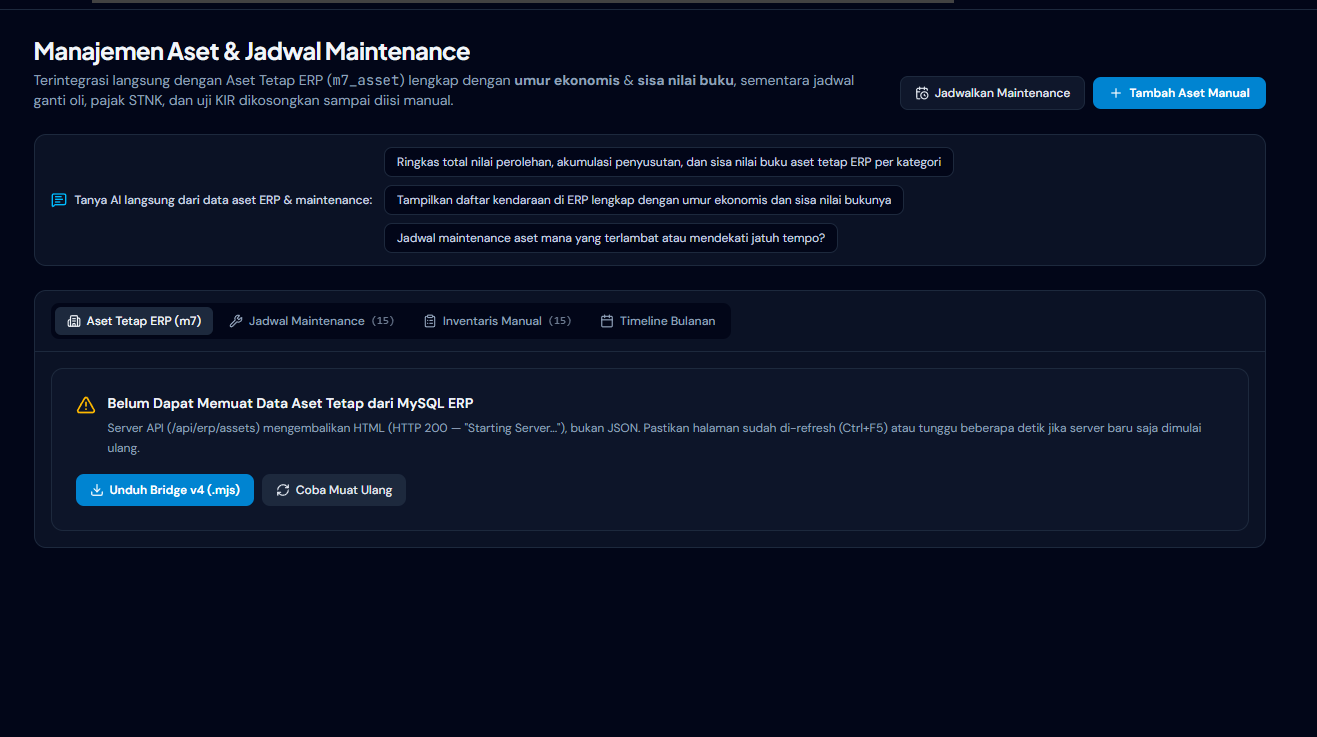 Manajemen Aset & Jadwal Maintenance
Terintegrasi langsung dengan Aset Tetap ERP (m7_asset) lengkap dengan umur ekonomis & sisa nilai buku, sementara jadwal
ganti oli, pajak STNK, dan uji KIR dikosongkan sampai diisi manual.
Jadwalkan Maintenance
+ Tambah Aset Manual
Tanya AI langsung dari data aset ERP & maintenance:
Ringkas total nilai perolehan, akumulasi penyusutan, dan sisa nilai buku aset tetap ERP per kategori
Tampilkan daftar kendaraan di ERP lengkap dengan umur ekonomis dan sisa nilai bukunya
Jadwal maintenance aset mana yang terlambat atau mendekati jatuh tempo?
Aset Tetap ERP (m7)
Jadwal Maintenance (15)
Inventaris Manual (15)
Timeline Bulanan
Belum Dapat Memuat Data Aset Tetap dari MySQL ERP
Server API (/api/erp/assets) mengembalikan HTML (HTTP 200 — "Starting Server..."), bukan JSON. Pastikan halaman sudah di-refresh (Ctrl+F5) atau tunggu beberapa detik jika server baru saja dimulai
ulang.
Unduh Bridge v4 (.mjs)
Coba Muat Ulang